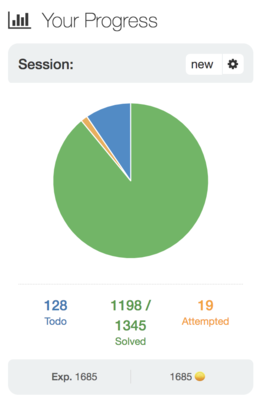 Your Progress
Session: new
128 1198 / 19
Todo 1345 Attempted
Solved
Exp. 1685 1685